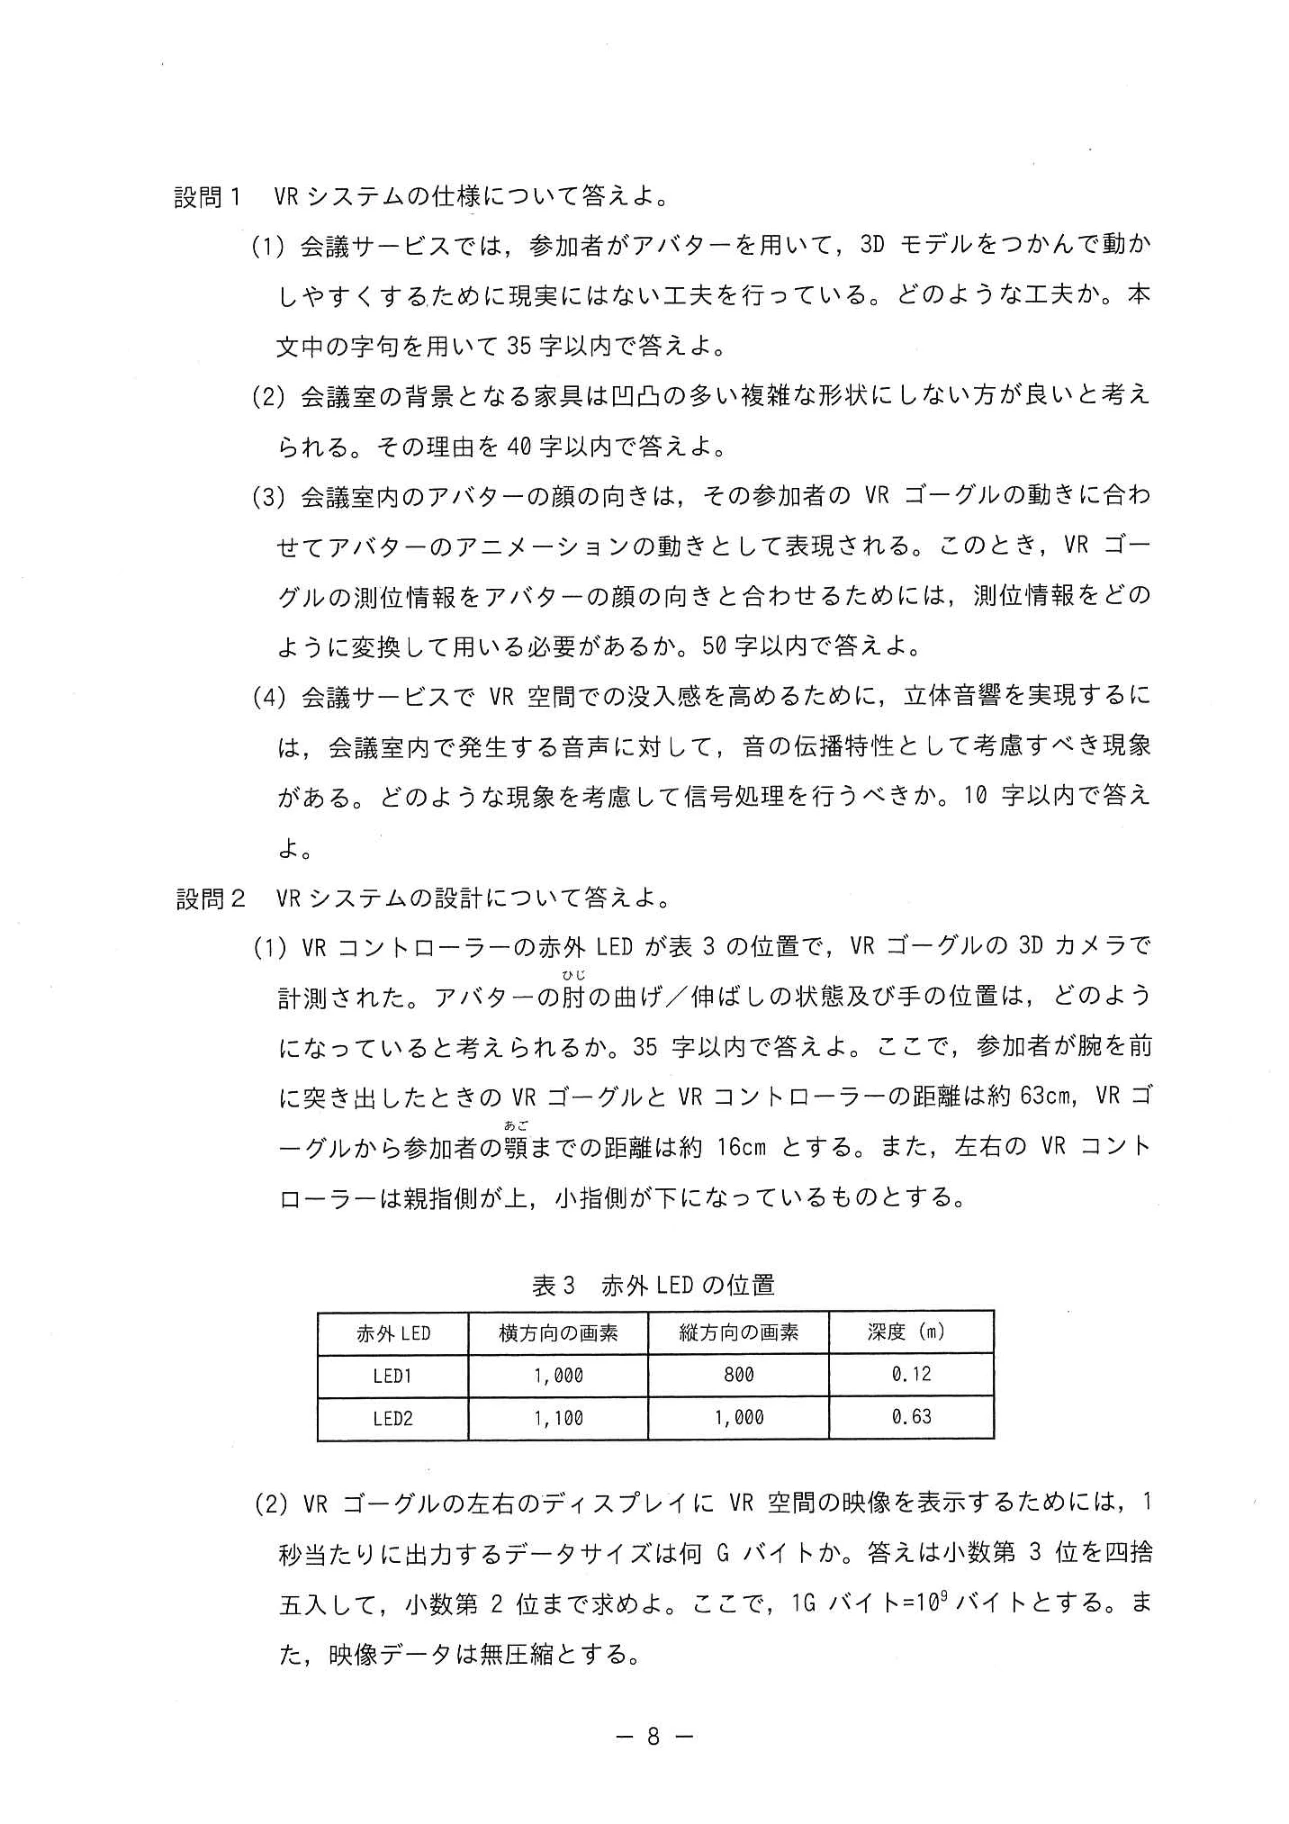 設問1 VRシステムの仕様について答えよ。
(1) 会議サービスでは，参加者がアバターを用いて，3D モデルをつかんで動か
しやすくするために現実にはない工夫を行っている。どのような工夫か。本
文中の字句を用いて 35 字以内で答えよ。
(2) 会議室の背景となる家具は凹凸の多い複雑な形状にしない方が良いと考え
られる。その理由を 40 字以内で答えよ。
(3) 会議室内のアバターの顔の向きは，その参加者の VR ゴーグルの動きに合わ
せてアバターのアニメーションの動きとして表現される。このとき，VR ゴー
グルの測位情報をアバターの顔の向きと合わせるためには，測位情報をどの
ように変換して用いる必要があるか。50 字以内で答えよ。
(4) 会議サービスで VR 空間での没入感を高めるために，立体音響を実現するに
は，会議室内で発生する音声に対して，音の伝播特性として考慮すべき現象
がある。どのような現象を考慮して信号処理を行うべきか。10 字以内で答え
よ。
設問2 VRシステムの設計について答えよ。
(1) VR コントローラーの赤外 LED が表 3 の位置で，VR ゴーグルの 3D カメラで
ひじ
計測された。アバターの肘の曲げ／伸ばしの状態及び手の位置は，どのよう
になっていると考えられるか。35 字以内で答えよ。ここで，参加者が腕を前
に突き出したときの VR ゴーグルと VR コントローラーの距離は約 63cm，VR ゴ
あご
ーグルから参加者の顎までの距離は約 16cm とする。また，左右の VR コント
ローラーは親指側が上，小指側が下になっているものとする。
表3 赤外 LED の位置
赤外 LED 横方向の画素 縦方向の画素 深度（m）
LED1 1,000 800 0.12
LED2 1,100 1,000 0.63
(2) VR ゴーグルの左右のディスプレイに VR 空間の映像を表示するためには，1
秒当たりに出力するデータサイズは何 G バイトか。答えは小数第 3 位を四捨
五入して，小数第 2 位まで求めよ。ここで，1G バイト=10⁹バイトとする。ま
た，映像データは無圧縮とする。
－ 8 －